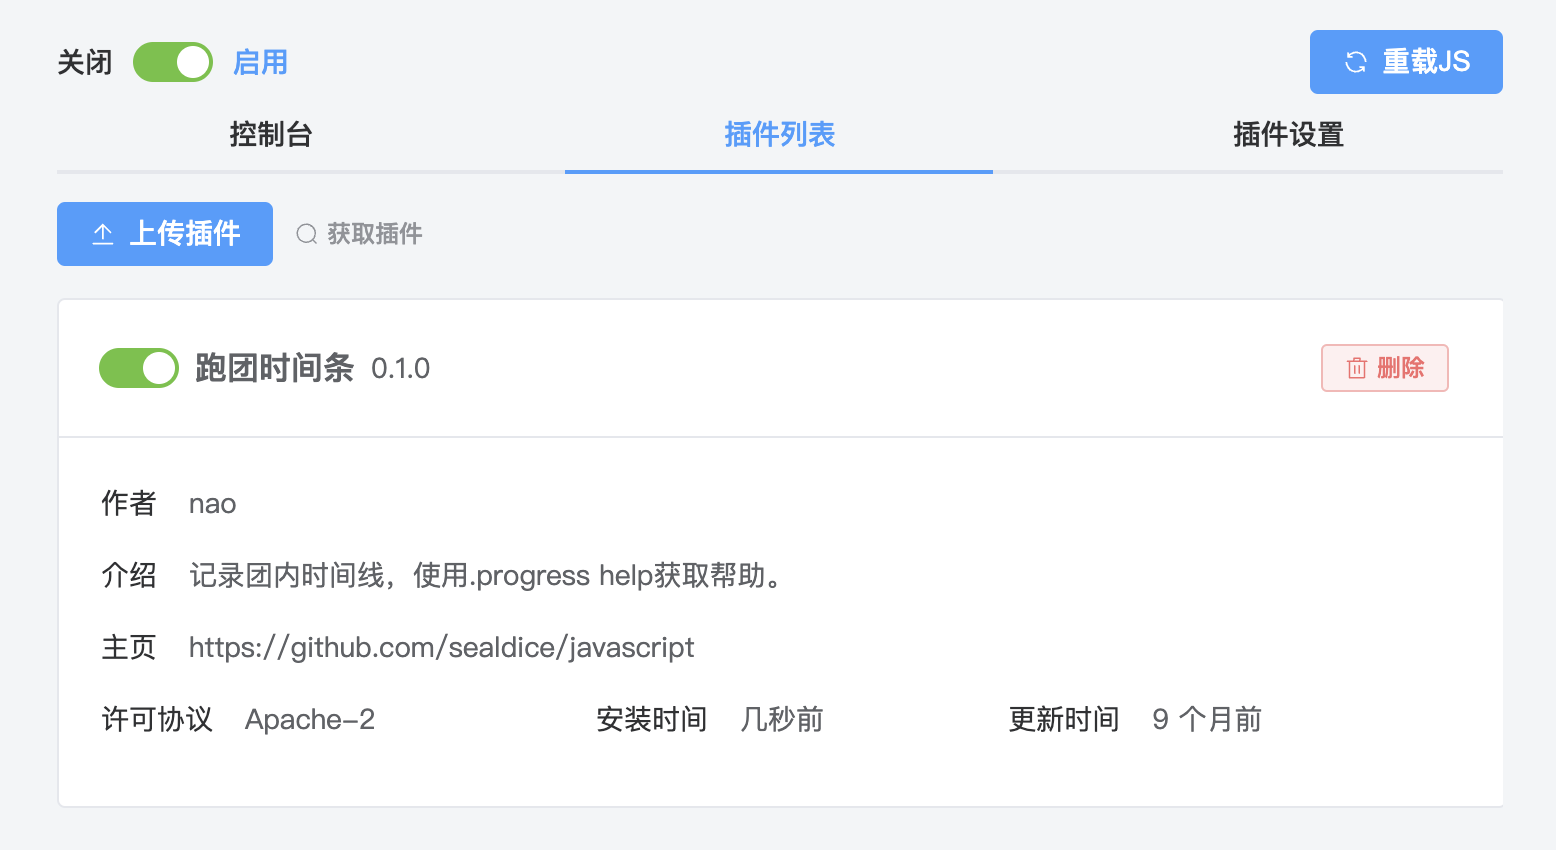 关闭 启用 重载JS
控制台 插件列表 插件设置
上传插件 获取插件
跑团时间条 0.1.0 删除
作者 nao
介绍 记录团内时间线，使用.progress help获取帮助。
主页 https://github.com/sealdice/javascript
许可协议 Apache-2 安装时间 几秒前 更新时间 9 个月前